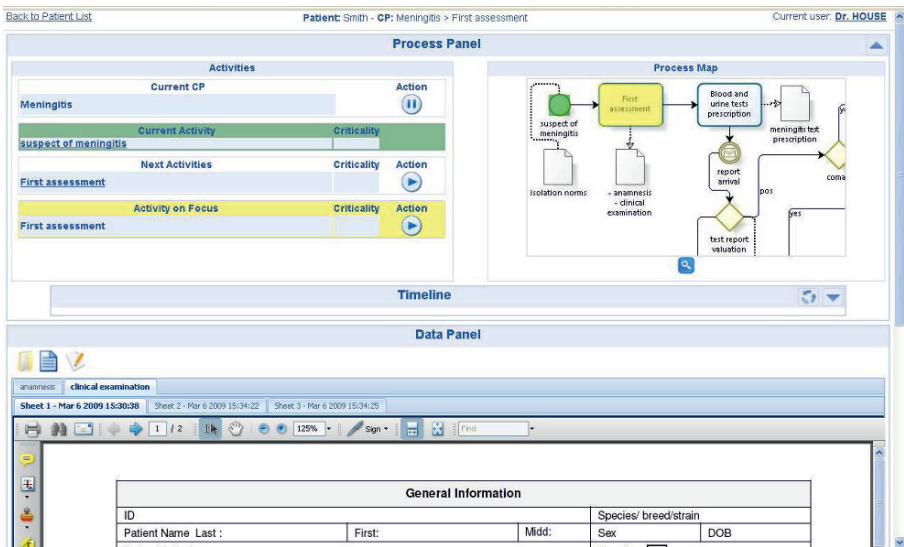 Back to Patient List
Patient: Smith - CP: Meningitis > First assessment
Current user: Dr. HOUSE
Process Panel
Activities
Current CP Action
Meningitis
Current Activity Criticality
suspect of meningitis
Next Activities Criticality Action
First assessment
Activity on Focus Criticality Action
First assessment
Process Map
suspect of
meningitis
First
assessment
Blood and
urine tests
prescription
meningitis test
prescription
isolation norms
- anamnesis
- clinical
examination
report
arrival
pos
coma
yes
test report
valuation
Timeline
Data Panel
anamnesis clinical examination
Sheet 1 - Mar 6 2009 15:30:38 Sheet 2 - Mar 6 2009 15:34:22 Sheet 3 - Mar 6 2009 15:34:25
1 / 2 125% Sign Find
General Information
ID Species/ breed/strain
Patient Name Last : First: Midd: Sex DOB